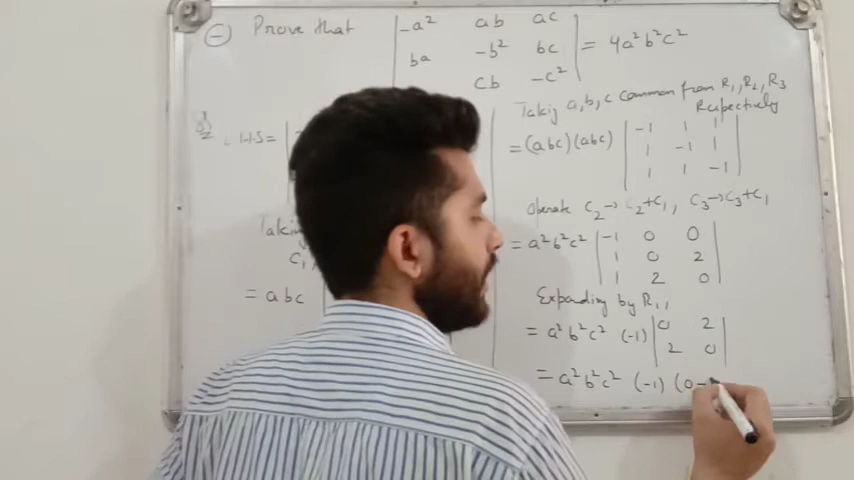 Prove that | -a² ab ac |
ba -b² bc = 4a²b²c²
cb -c²
L.H.S =
Taking
C₁,
= abc
Taking a,b,c common from R₁, R₂, R₃
Respectively
= (abc)(abc) | -1 1 1 |
1 -1 1
1 1 -1
Operate C₂ → C₂+C₁, C₃→C₃+C₁
= a²b²c² | -1 0 0 |
1 0 2
1 2 0
Expanding by R₁,
= a²b²c² (-1) | 0 2 |
2 0
= a²b²c² (-1) (0-